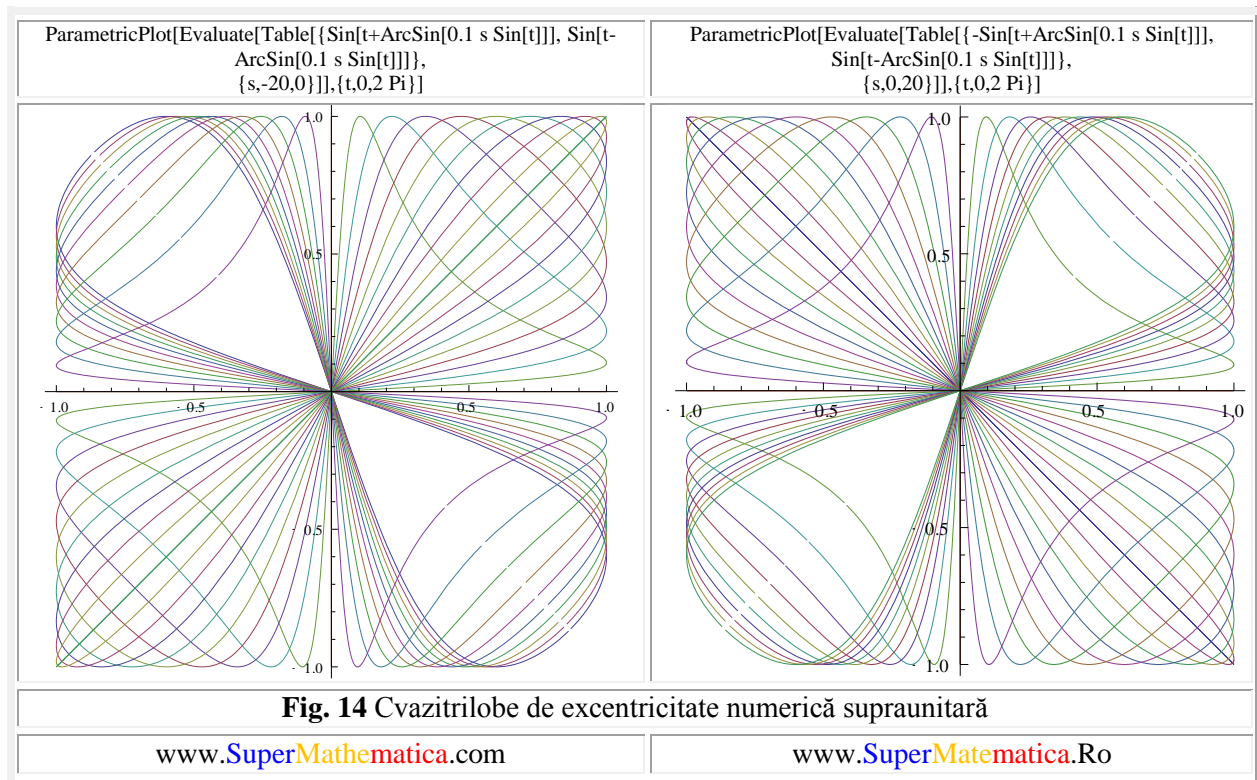 ParametricPlot[Evaluate[Table[{Sin[t+ArcSin[0.1 s Sin[t]]], Sin[t-
ArcSin[0.1 s Sin[t]]]},
{s,-20,0}]],{t,0,2 Pi}]
ParametricPlot[Evaluate[Table[{-Sin[t+ArcSin[0.1 s Sin[t]]],
Sin[t-ArcSin[0.1 s Sin[t]]]},
{s,0,20}]],{t,0,2 Pi}]
1.0
0.5
- 1.0
- 0.5
0.5
1.0
- 0.5
- 1.0
1.0
0.5
- 1.0
- 0.5
0.5
1.0
- 0.5
- 1.0
Fig. 14 Cvazitrilobe de excentricitate numerică supraunitară
www.SuperMathematica.com
www.SuperMatematica.Ro